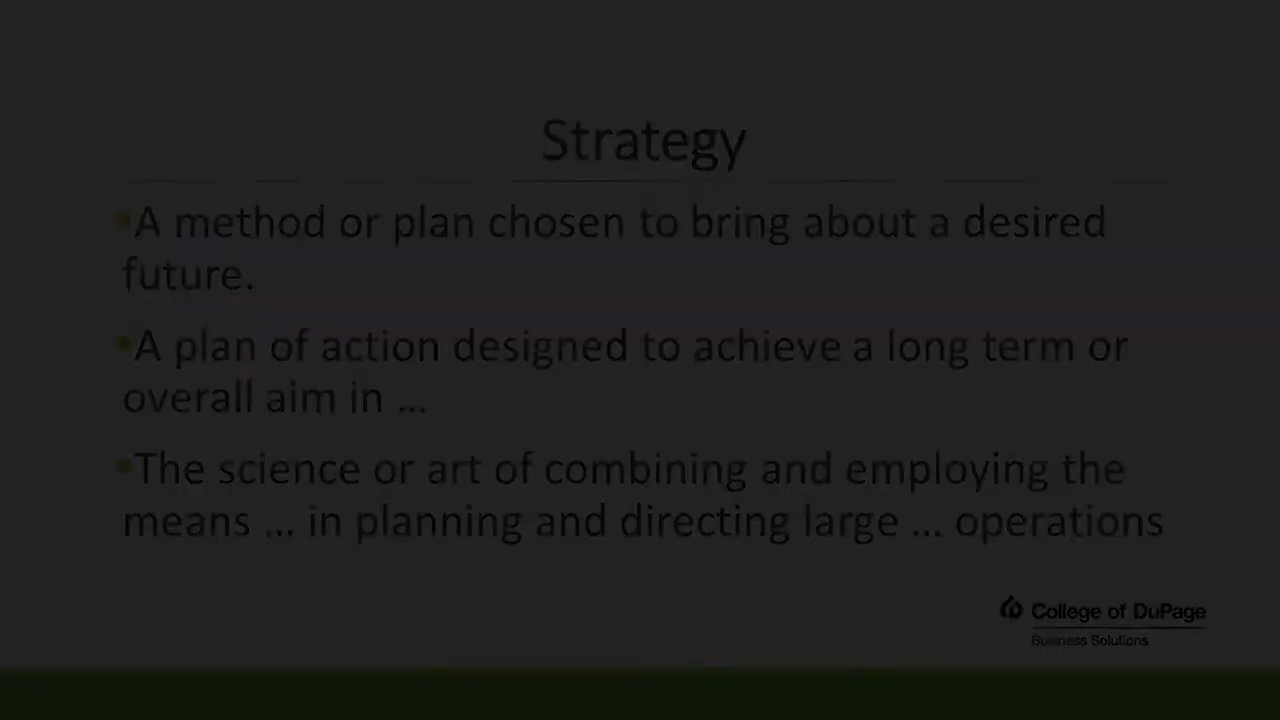 Strategy
▪A method or plan chosen to bring about a desired
future.
▪A plan of action designed to achieve a long term or
overall aim in …
▪The science or art of combining and employing the
means … in planning and directing large … operations
College of DuPage
Business Solutions